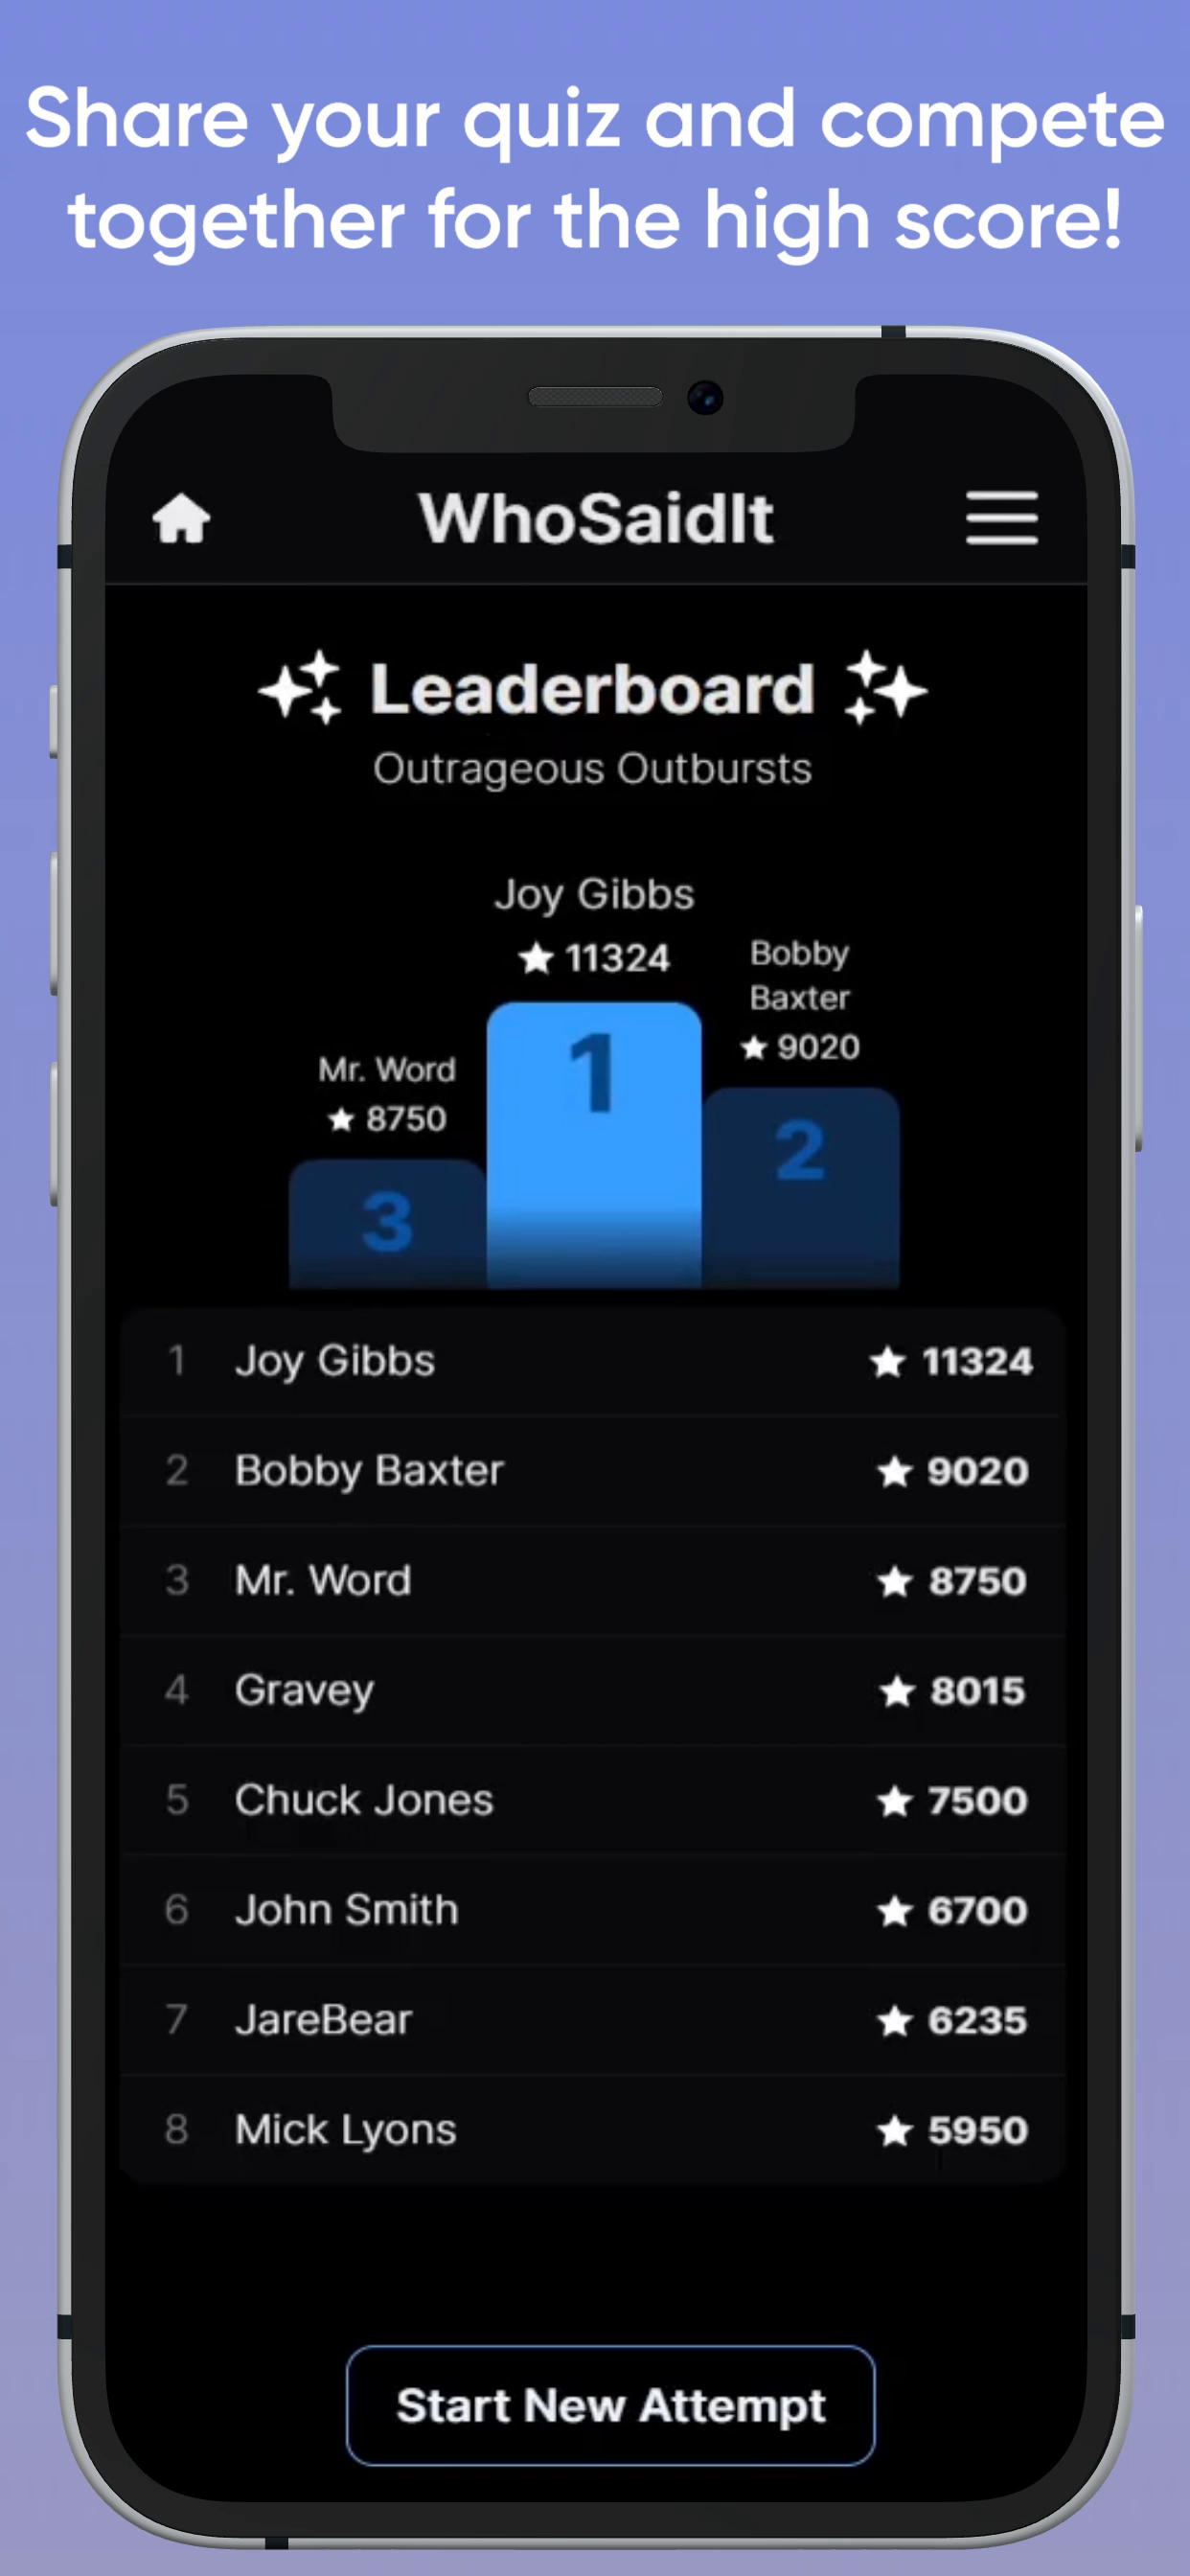 Share your quiz and compete
together for the high score!
WhoSaidIt
Leaderboard
Outrageous Outbursts
Joy Gibbs
11324
Bobby
Baxter
9020
Mr. Word
8750
1
2
3
1 Joy Gibbs 11324
2 Bobby Baxter 9020
3 Mr. Word 8750
4 Gravey 8015
5 Chuck Jones 7500
6 John Smith 6700
7 JareBear 6235
8 Mick Lyons 5950
Start New Attempt